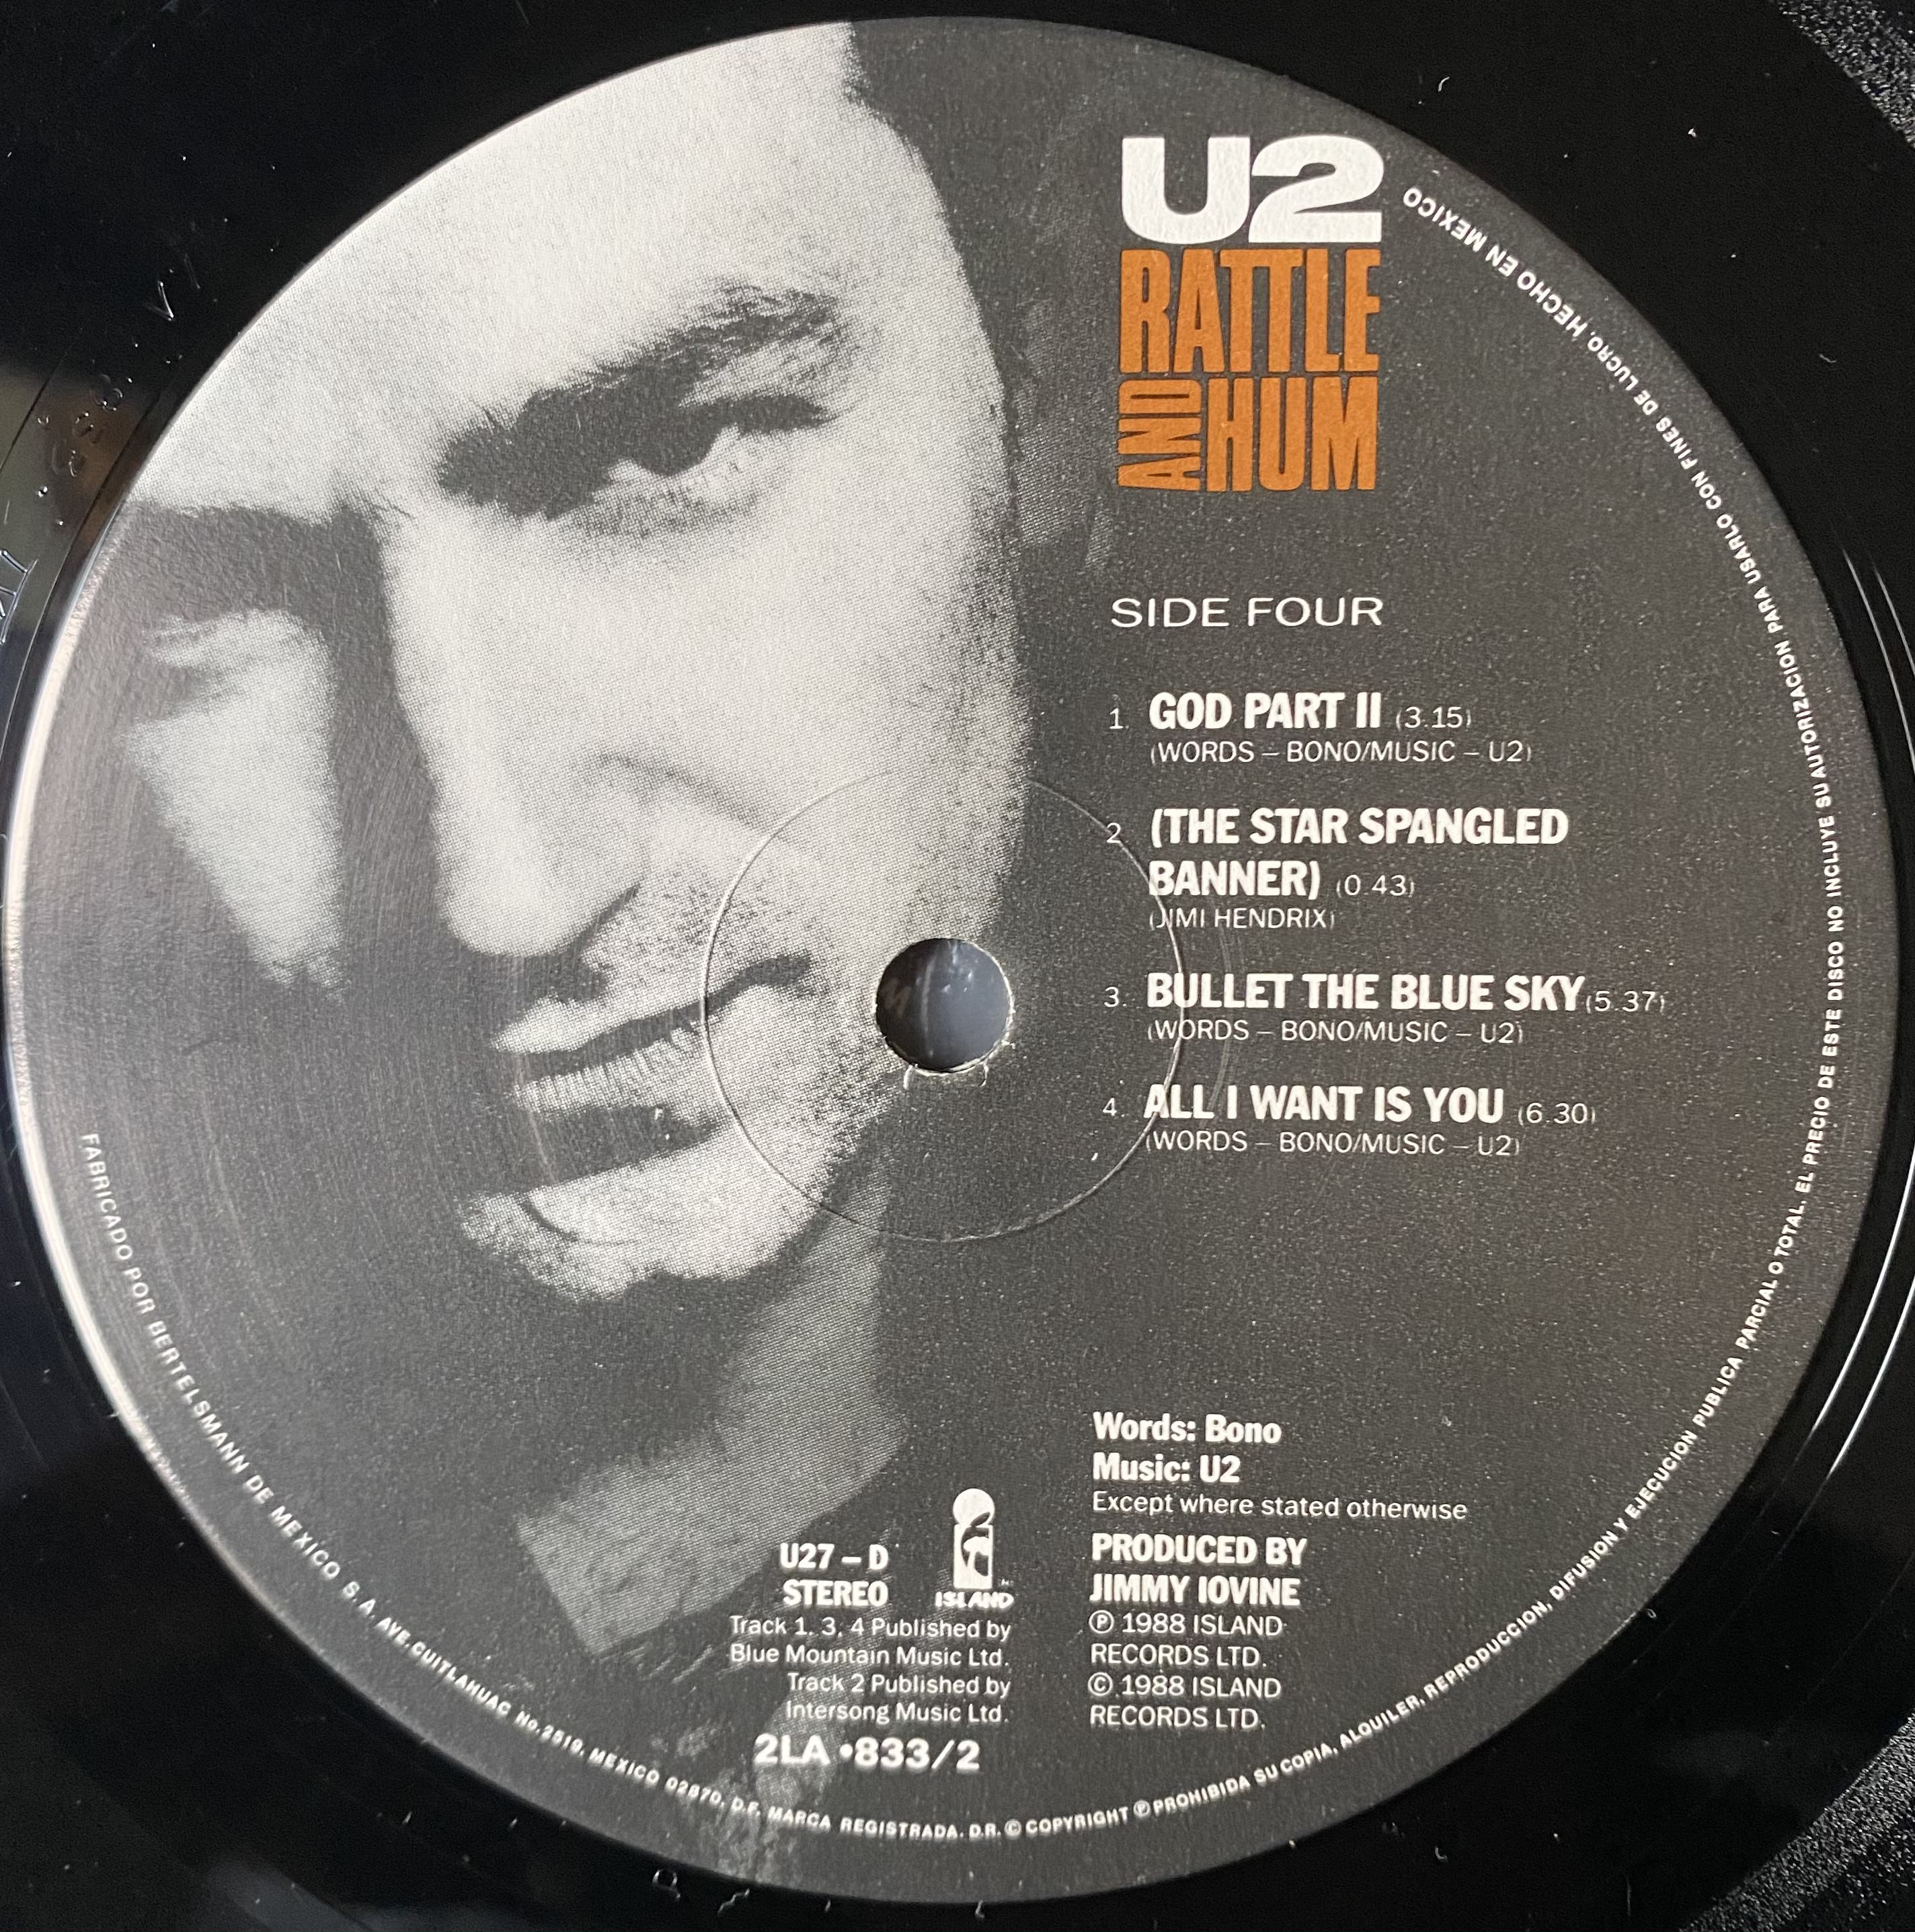 U2
RATTLE
AND HUM
SIDE FOUR
1. GOD PART II (3.15)
(WORDS – BONO/MUSIC – U2)
2. (THE STAR SPANGLED
BANNER) (0.43)
(JIMI HENDRIX)
3. BULLET THE BLUE SKY (5.37)
(WORDS – BONO/MUSIC – U2)
4. ALL I WANT IS YOU (6.30)
(WORDS – BONO/MUSIC – U2)
Words: Bono
Music: U2
Except where stated otherwise
PRODUCED BY
JIMMY IOVINE
Ⓟ 1988 ISLAND
RECORDS LTD.
© 1988 ISLAND
RECORDS LTD.
U27 – D
STEREO
ISLAND
Track 1, 3, 4 Published by
Blue Mountain Music Ltd.
Track 2 Published by
Intersong Music Ltd.
2LA •833/2
FABRICADO POR BERTELSMANN DE MEXICO S. A. AVE. CUITLAHUAC No. 2519. MEXICO 02870, D.F. MARCA REGISTRADA. D.R. © COPYRIGHT Ⓟ PROHIBIDA SU COPIA, ALQUILER, REPRODUCCION, DIFUSION Y EJECUCION PUBLICA PARCIAL O TOTAL. EL PRECIO DE ESTE DISCO NO INCLUYE SU AUTORIZACION PARA USARLO CON FINES DE LUCRO. HECHO EN MEXICO